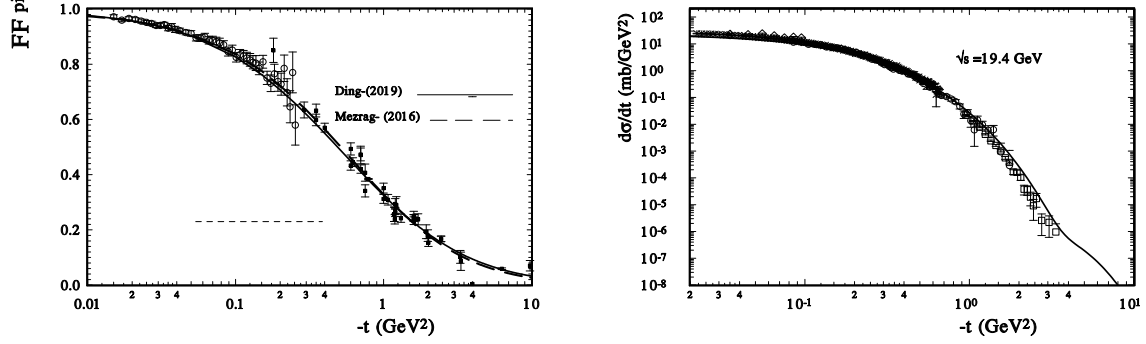 FF pi
1.0
0.8
0.6
0.4
0.2
0.0
Ding-(2019)
Mezrag- (2016)
0.01 2 3 4 0.1 2 3 4 1 2 3 4 10
-t (GeV²)
dσ/dt (mb/GeV²)
10²
10¹
10⁰
10⁻¹
10⁻²
10⁻³
10⁻⁴
10⁻⁵
10⁻⁶
10⁻⁷
10⁻⁸
√s =19.4 GeV
2 3 4 10⁻¹ 2 3 4 10⁰ 2 3 4 10¹
-t (GeV²)